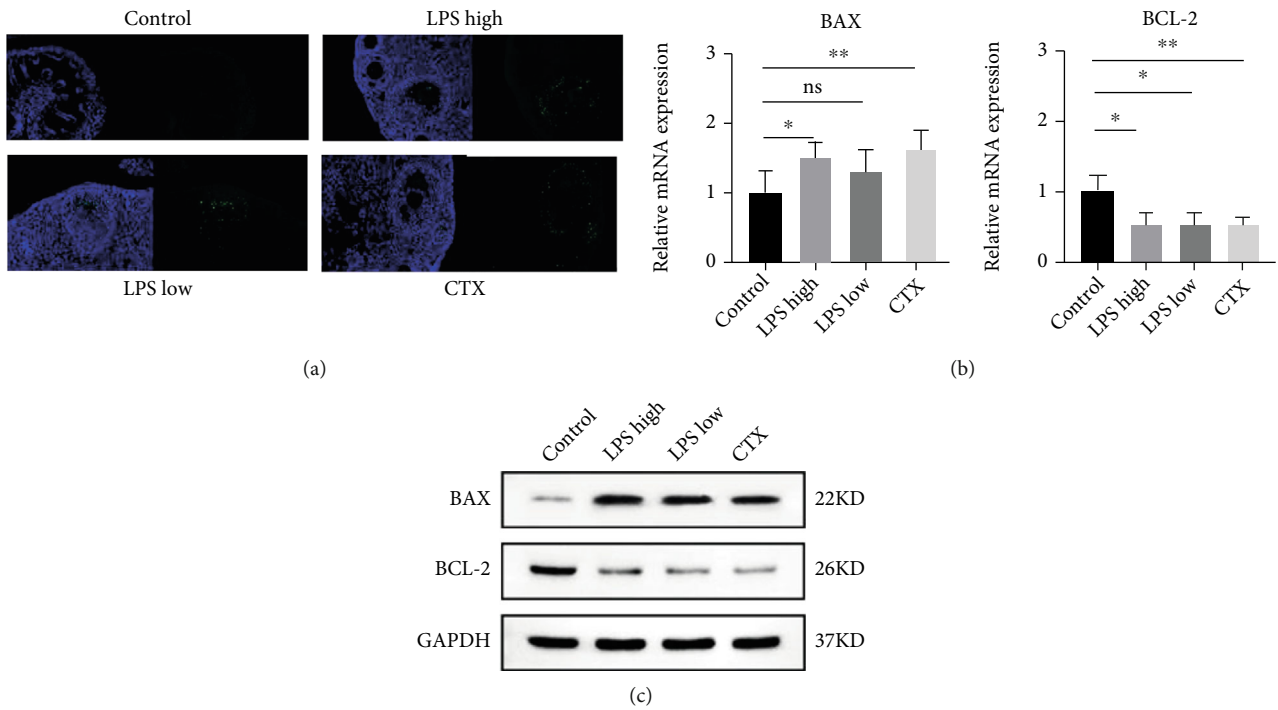 Control
LPS high
LPS low
CTX
(a)
BAX
Relative mRNA expression
3
2
1
0
**
ns
*
Control
LPS high
LPS low
CTX
BCL-2
Relative mRNA expression
3
2
1
0
**
*
*
Control
LPS high
LPS low
CTX
(b)
Control
LPS high
LPS low
CTX
BAX
22KD
BCL-2
26KD
GAPDH
37KD
(c)